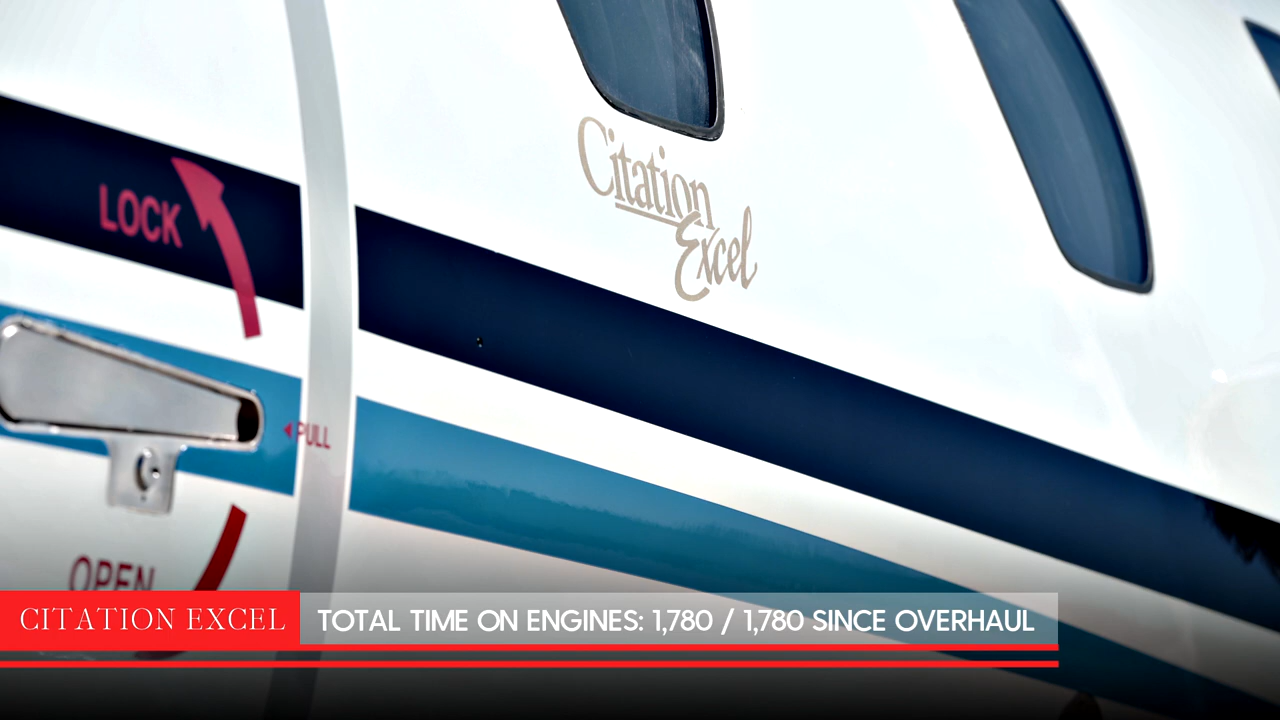 Citation
Excel
LOCK
PULL
OPEN
CITATION EXCEL
TOTAL TIME ON ENGINES: 1,780 / 1,780 SINCE OVERHAUL